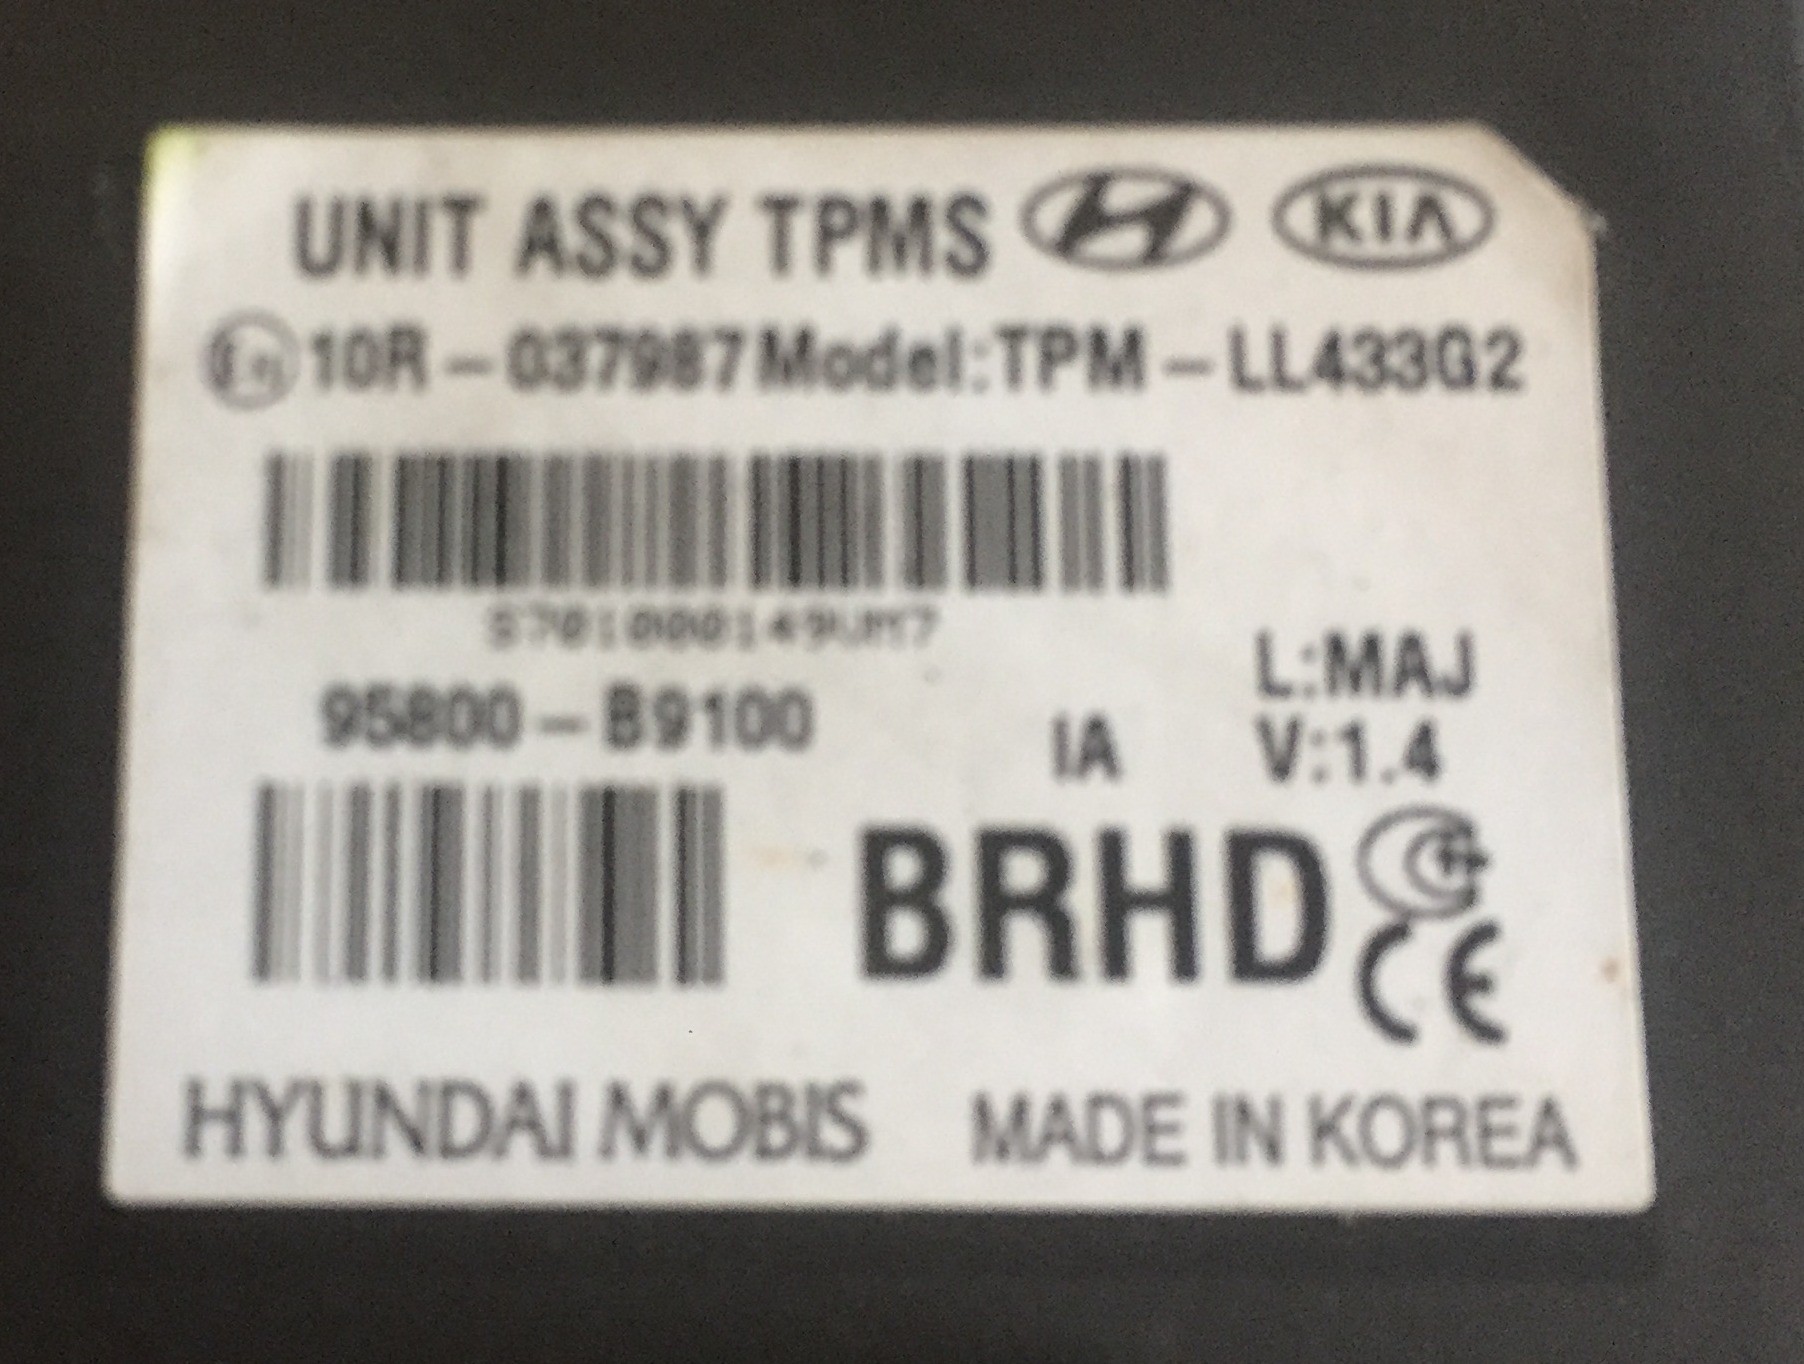 UNIT ASSY TPMS KIA
10R-037987 Model:TPM-LL433G2
S701000149UMY7
95800-B9100
IA
L:MAJ
V:1.4
BRHD
CE
HYUNDAI MOBIS MADE IN KOREA